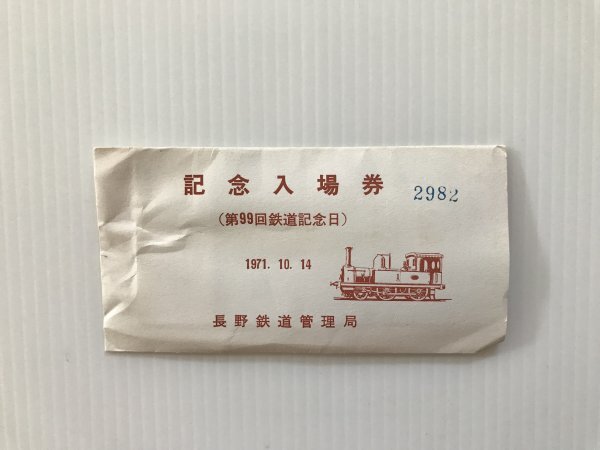 記念入場券 2982
(第99回鉄道記念日)
1971. 10. 14
長野鉄道管理局